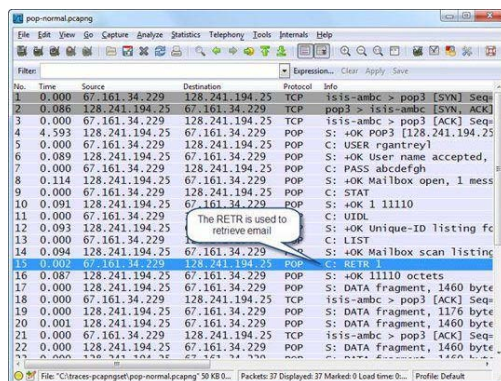 pop-normal.pcapng
File Edit View Go Capture Analyze Statistics Telephony Tools Internals Help
Filter: Expression... Clear Apply Save
No. Time Source Destination Protocol Info
1 0.000 67.161.34.229 128.241.194.25 TCP isis-ambc > pop3 [SYN] Seq=
2 0.086 128.241.194.25 67.161.34.229 TCP pop3 > isis-ambc [SYN, ACK]
3 0.000 67.161.34.229 128.241.194.25 TCP isis-ambc > pop3 [ACK] Seq=
4 4.593 128.241.194.25 67.161.34.229 POP S: +OK POP3 [128.241.194.25
5 0.000 67.161.34.229 128.241.194.25 POP C: USER rgantreyl
6 0.089 128.241.194.25 67.161.34.229 POP S: +OK User name accepted,
7 0.000 67.161.34.229 128.241.194.25 POP C: PASS abcdefgh
8 0.114 128.241.194.25 67.161.34.229 POP S: +OK Mailbox open, 1 mess
9 0.000 67.161.34.229 128.241.194.25 POP C: STAT
10 0.091 128.241.194.25 67.161.34.229 POP S: +OK 1 11110
11 0.000 67.161.34.229 POP C: UIDL
12 0.093 128.241.194.25 POP S: +OK Unique-ID listing fo
13 0.000 67.161.34.229 POP C: LIST
14 0.094 128.241.194.25 POP S: +OK Mailbox scan listing
The RETR is used to
retrieve email
15 0.002 67.161.34.229 128.241.194.25 POP C: RETR 1
16 0.087 128.241.194.25 67.161.34.229 POP S: +OK 11110 octets
17 0.000 128.241.194.25 67.161.34.229 POP S: DATA fragment, 1460 byte
18 0.000 67.161.34.229 128.241.194.25 TCP isis-ambc > pop3 [ACK] Seq=
19 0.000 128.241.194.25 67.161.34.229 POP S: DATA fragment, 1176 byte
20 0.001 128.241.194.25 67.161.34.229 POP S: DATA fragment, 1460 byte
21 0.000 67.161.34.229 128.241.194.25 TCP isis-ambc > pop3 [ACK] Seq=
22 0.000 128.241.194.25 67.161.34.229 POP S: DATA fragment, 1460 byte
File: "C:\traces-pcapngset\pop-normal.pcapng" 50 KB 0... Packets: 37 Displayed: 37 Marked: 0 Load time: 0:... Profile: Default